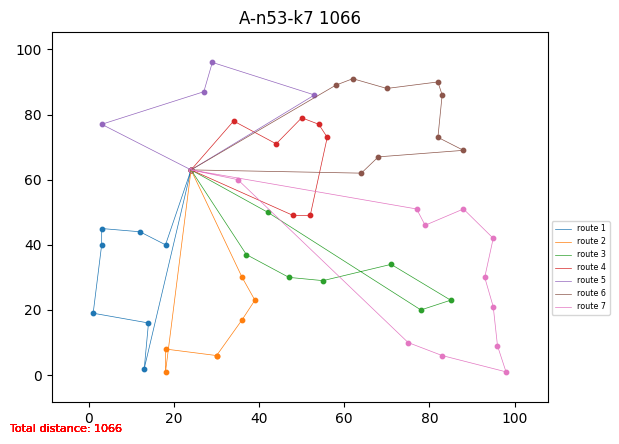 A-n53-k7 1066
100
80
60
40
20
0
0 20 40 60 80 100
route 1
route 2
route 3
route 4
route 5
route 6
route 7
Total distance: 1066